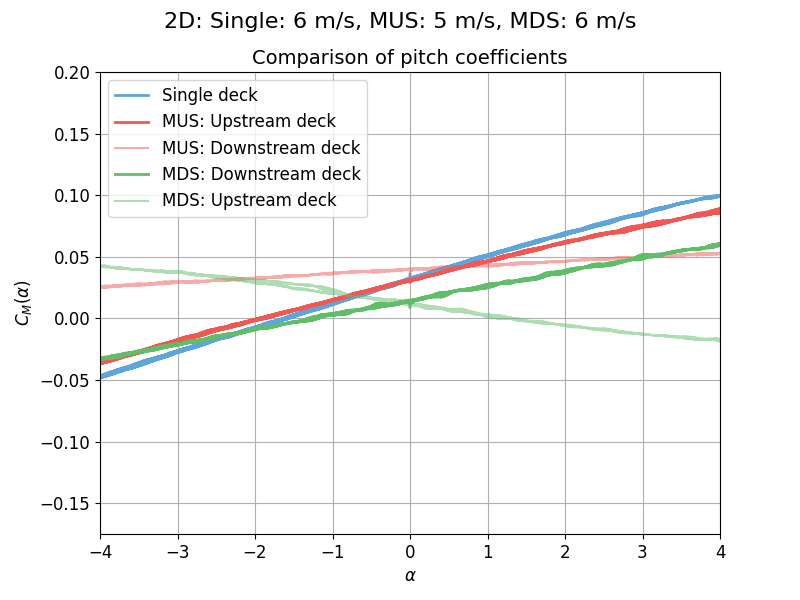 2D: Single: 6 m/s, MUS: 5 m/s, MDS: 6 m/s
Comparison of pitch coefficients
Single deck
MUS: Upstream deck
MUS: Downstream deck
MDS: Downstream deck
MDS: Upstream deck
C_M(α)
0.20
0.15
0.10
0.05
0.00
−0.05
−0.10
−0.15
−4 −3 −2 −1 0 1 2 3 4
α